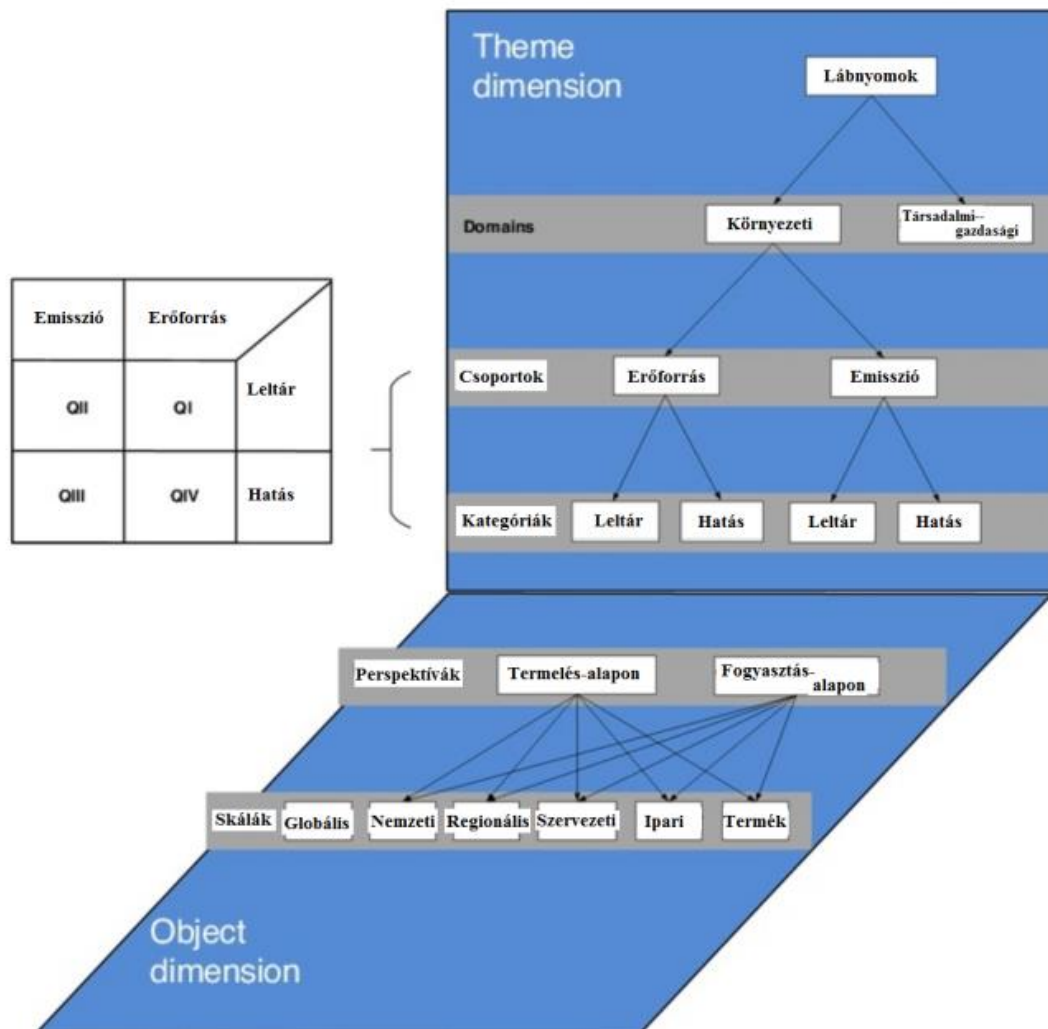 Theme
dimension
Lábnyomok
Domains
Környezeti
Társadalmi--
gazdasági
Csoportok
Erőforrás
Emisszió
Kategóriák
Leltár
Hatás
Leltár
Hatás
Emisszió
Erőforrás
Leltár
QII
QI
QIII
QIV
Hatás
Perspektívák
Termelés-alapon
Fogyasztás-
alapon
Skálák
Globális
Nemzeti
Regionális
Szervezeti
Ipari
Termék
Object
dimension